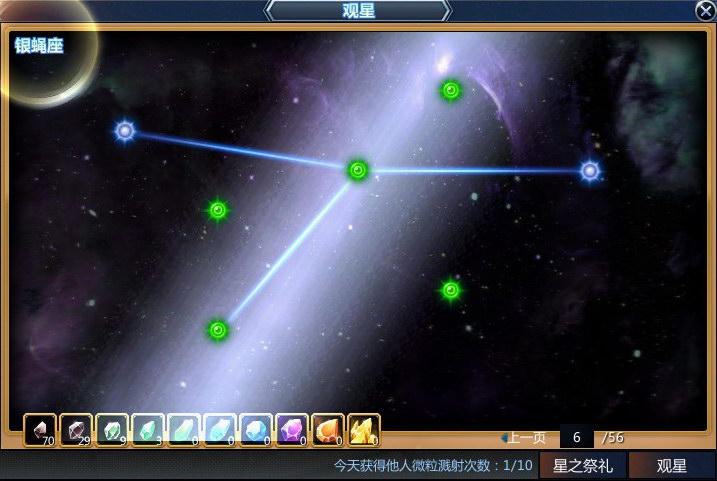 观星
银蝇座
70 29 9 3 0 0 0 0 0 0
上一页 6 /56
今天获得他人微粒溅射次数：1/10 星之祭礼 观星